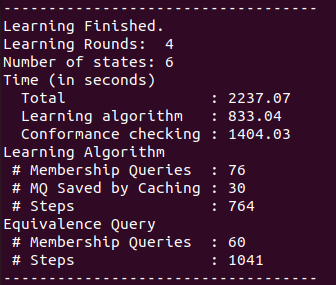 -----------------------------------
Learning Finished.
Learning Rounds:  4
Number of states: 6
Time (in seconds)
  Total                : 2237.07
  Learning algorithm   : 833.04
  Conformance checking : 1404.03
Learning Algorithm
 # Membership Queries  : 76
 # MQ Saved by Caching : 30
 # Steps               : 764
Equivalence Query
 # Membership Queries  : 60
 # Steps               : 1041
-----------------------------------